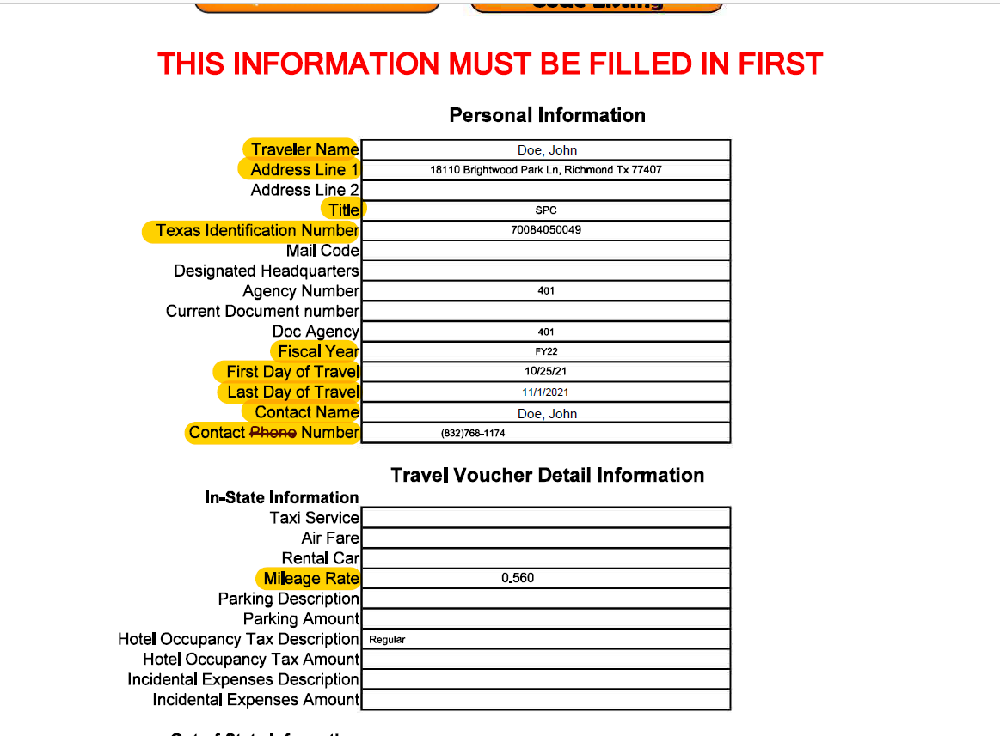 Code Listing
THIS INFORMATION MUST BE FILLED IN FIRST
Personal Information
Traveler Name Doe, John
Address Line 1 18110 Brightwood Park Ln, Richmond Tx 77407
Address Line 2
Title SPC
Texas Identification Number 70084050049
Mail Code
Designated Headquarters
Agency Number 401
Current Document number
Doc Agency 401
Fiscal Year FY22
First Day of Travel 10/25/21
Last Day of Travel 11/1/2021
Contact Name Doe, John
Contact Phone Number (832)768-1174
Travel Voucher Detail Information
In-State Information
Taxi Service
Air Fare
Rental Car
Mileage Rate 0.560
Parking Description
Parking Amount
Hotel Occupancy Tax Description Regular
Hotel Occupancy Tax Amount
Incidental Expenses Description
Incidental Expenses Amount